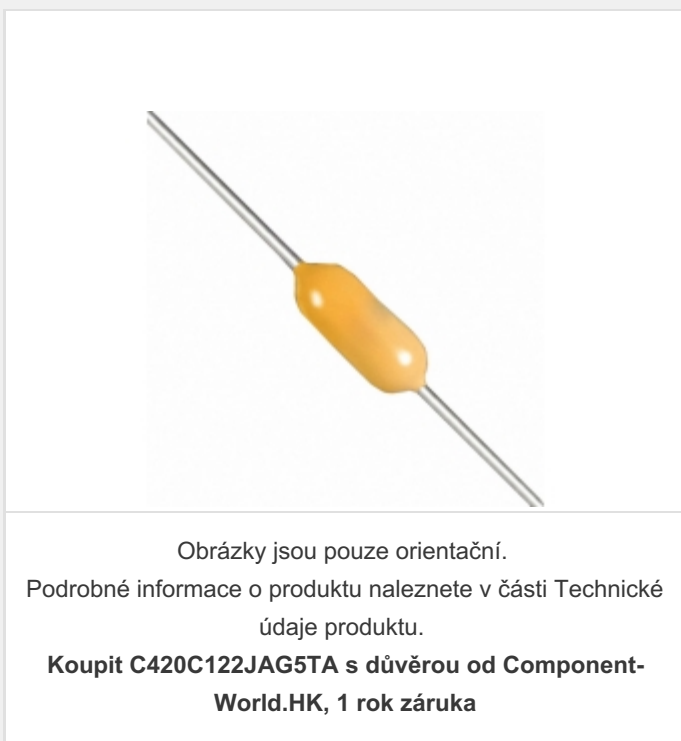 Obrázky jsou pouze orientační.
Podrobné informace o produktu naleznete v části Technické
údaje produktu.
Koupit C420C122JAG5TA s důvěrou od Component-
World.HK, 1 rok záruka